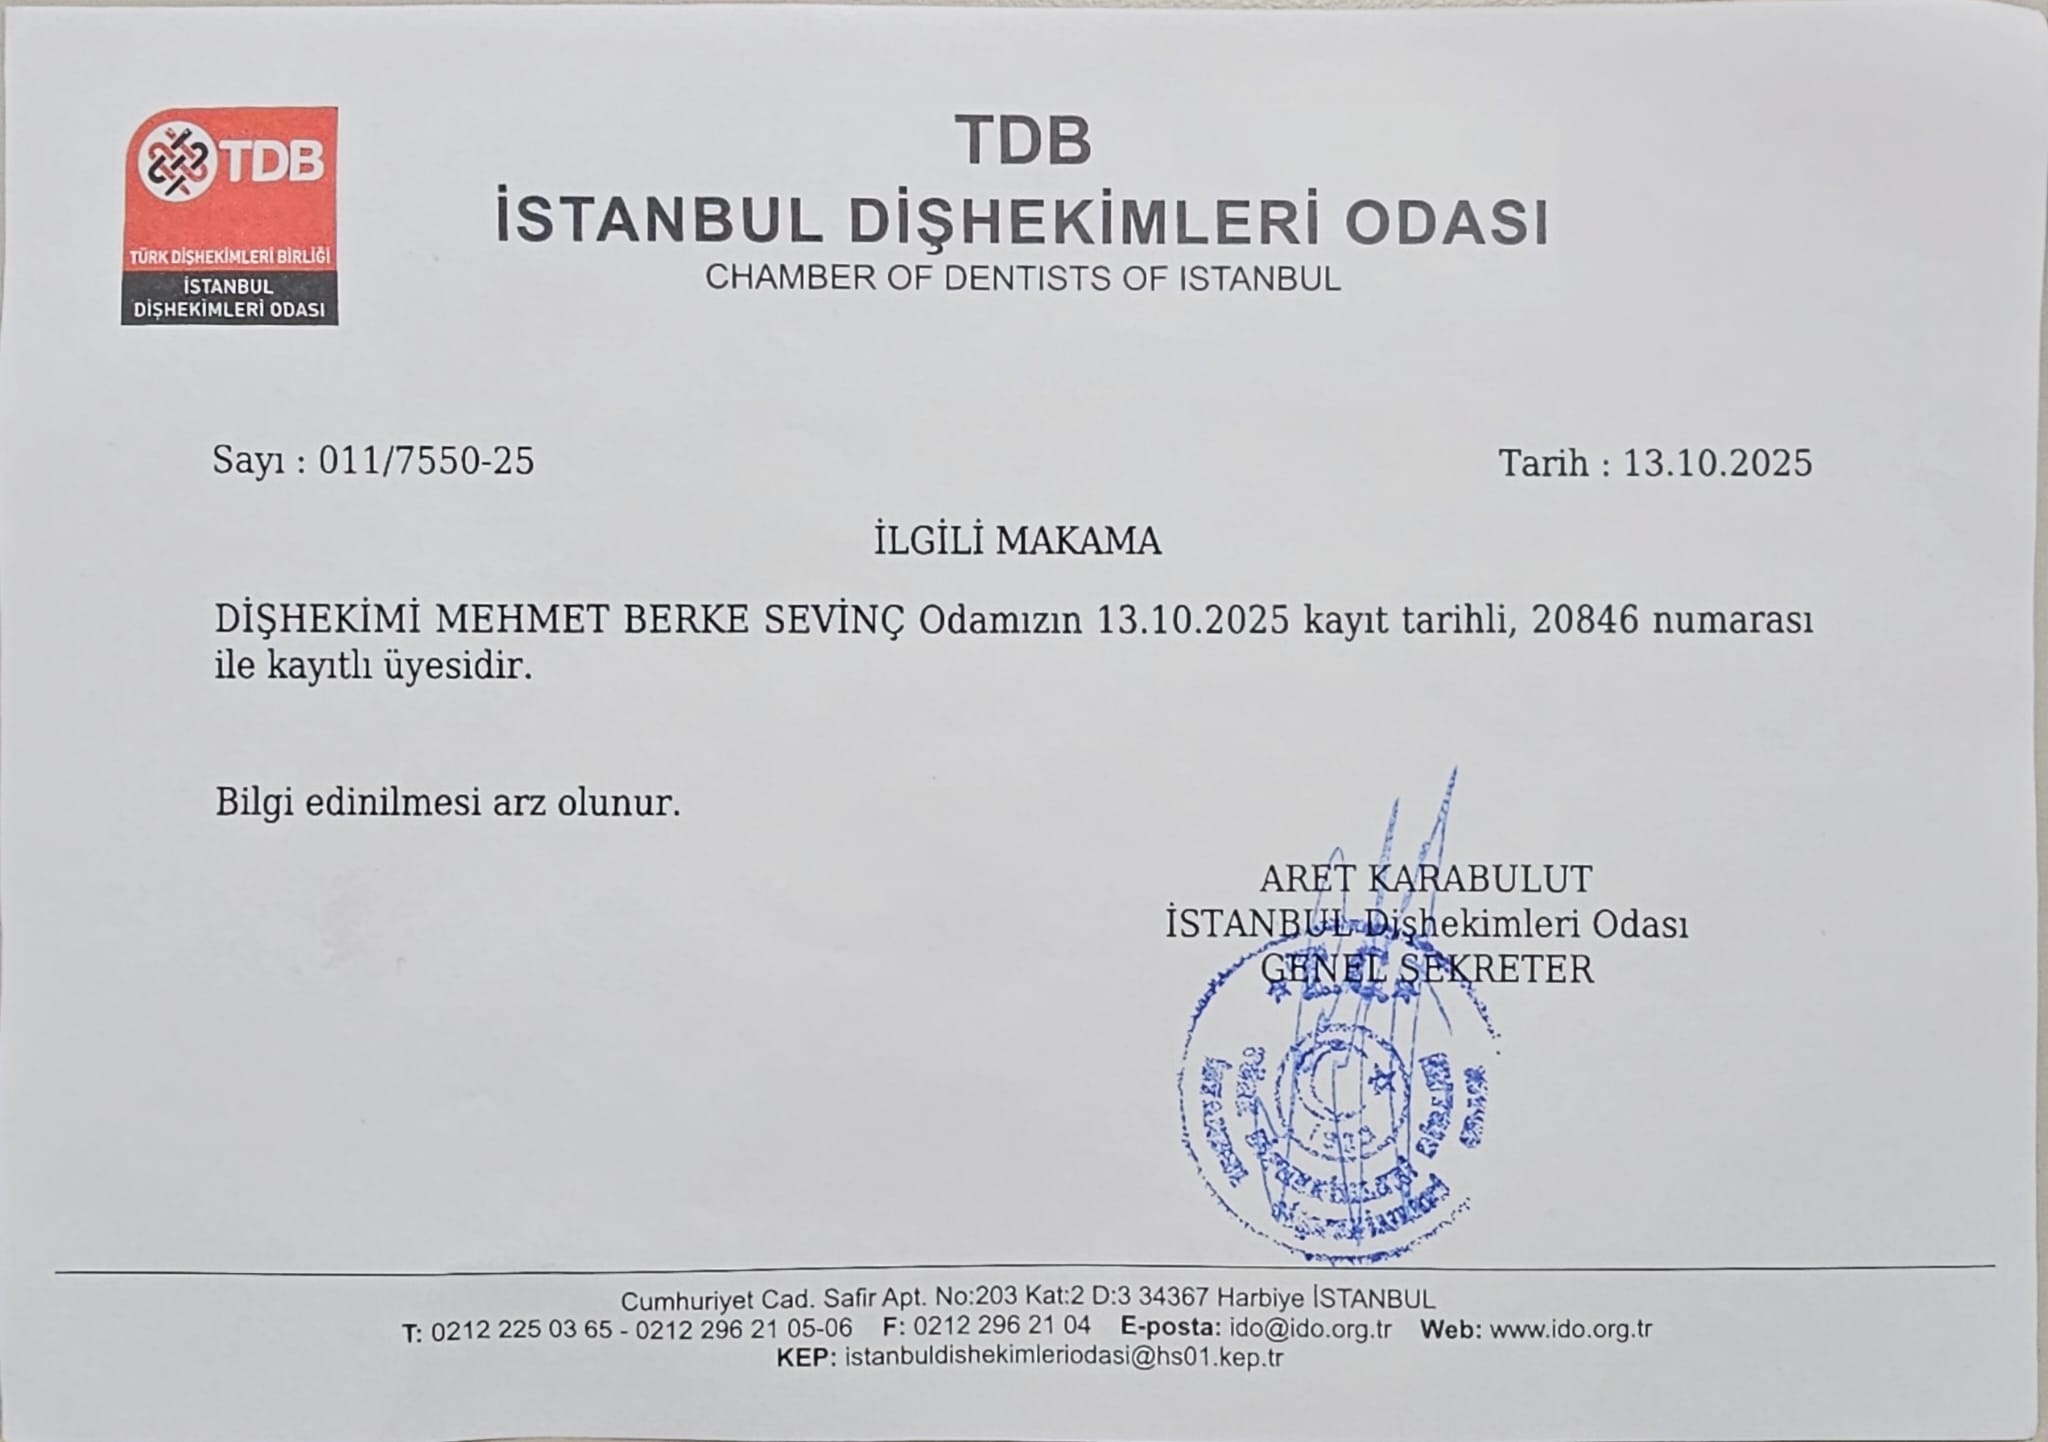 TDB
TÜRK DİŞHEKİMLERİ BİRLİĞİ
İSTANBUL
DİŞHEKİMLERİ ODASI
TDB
İSTANBUL DİŞHEKİMLERİ ODASI
CHAMBER OF DENTISTS OF ISTANBUL
Sayı : 011/7550-25
Tarih : 13.10.2025
İLGİLİ MAKAMA
DİŞHEKİMİ MEHMET BERKE SEVİNÇ Odamızın 13.10.2025 kayıt tarihli, 20846 numarası
ile kayıtlı üyesidir.
Bilgi edinilmesi arz olunur.
ARET KARABULUT
İSTANBUL Dişhekimleri Odası
GENEL SEKRETER
T.C.
Cumhuriyet Cad. Safir Apt. No:203 Kat:2 D:3 34367 Harbiye İSTANBUL
T: 0212 225 03 65 - 0212 296 21 05-06 F: 0212 296 21 04 E-posta: ido@ido.org.tr Web: www.ido.org.tr
KEP: istanbuldishekimleriodasi@hs01.kep.tr